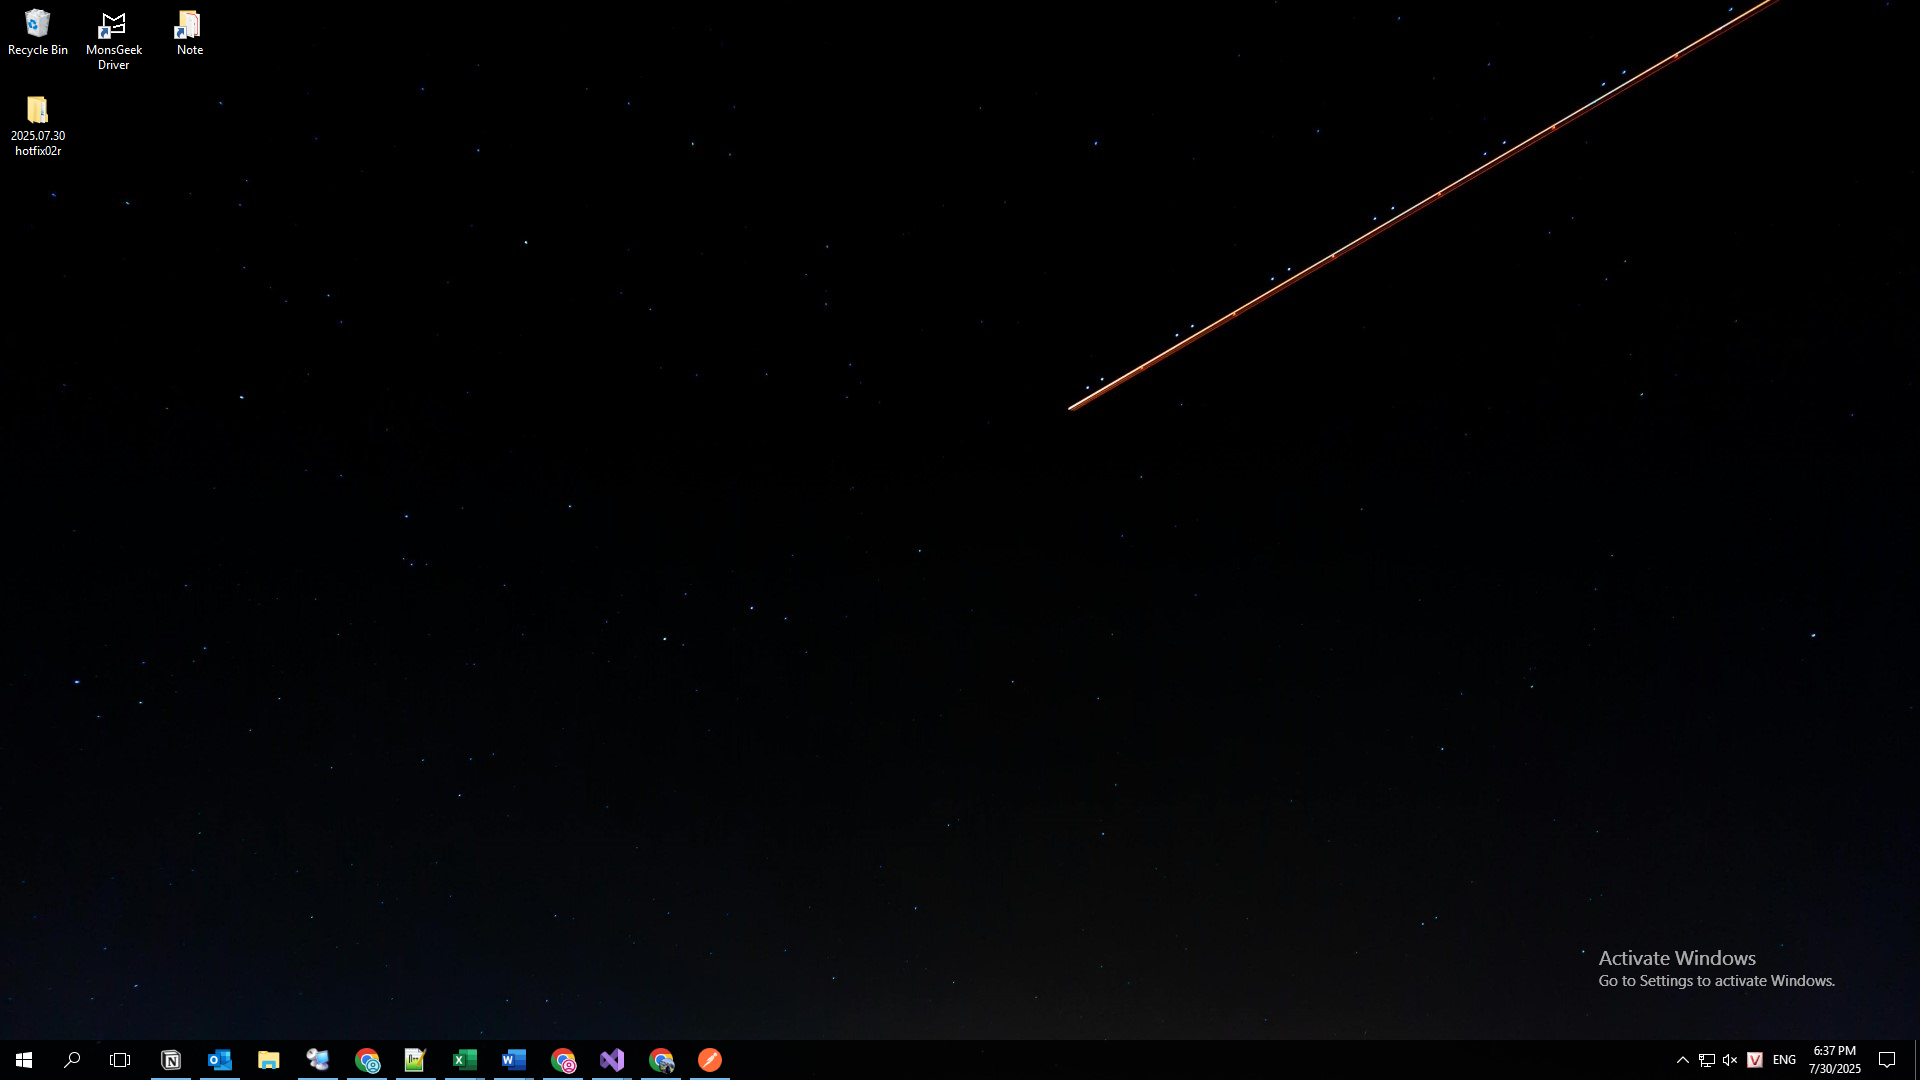 Recycle Bin
MonsGeek
Driver
Note
2025.07.30
hotfix02r
Activate Windows
Go to Settings to activate Windows.
ENG
6:37 PM
7/30/2025